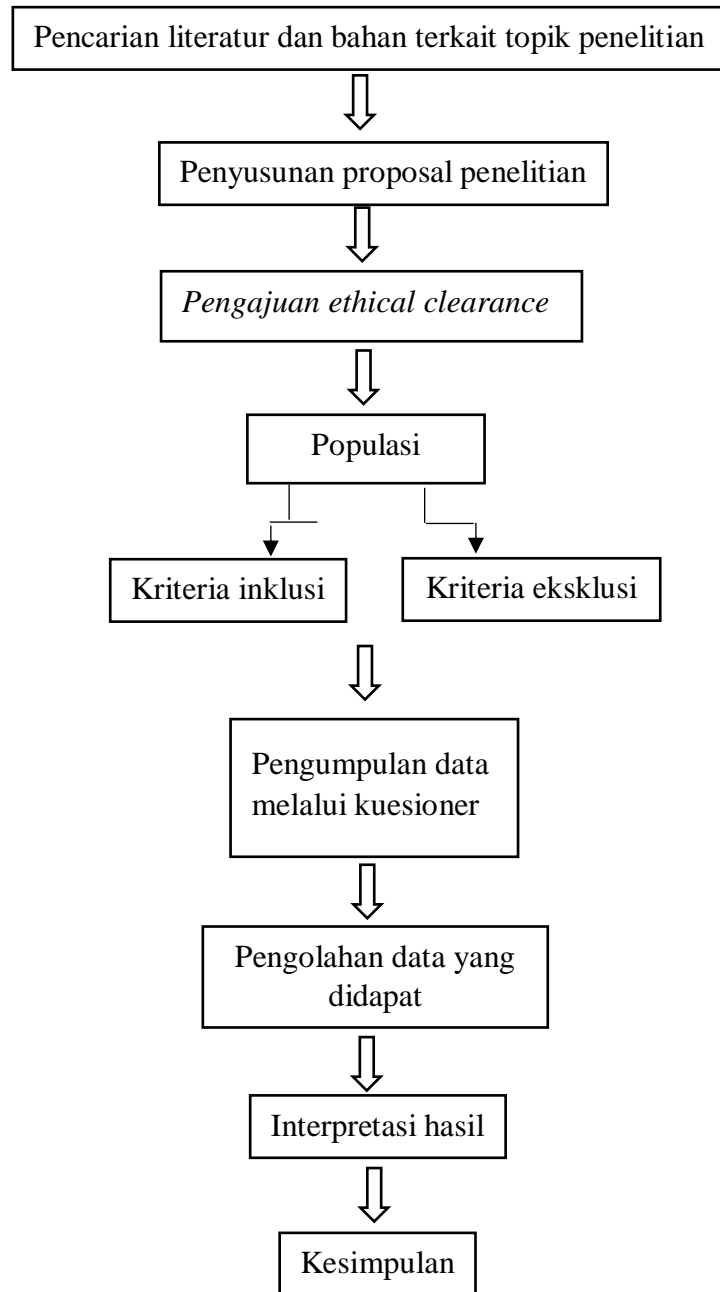 Pencarian literatur dan bahan terkait topik penelitian
Penyusunan proposal penelitian
Pengajuan ethical clearance
Populasi
Kriteria inklusi
Kriteria eksklusi
Pengumpulan data
melalui kuesioner
Pengolahan data yang
didapat
Interpretasi hasil
Kesimpulan